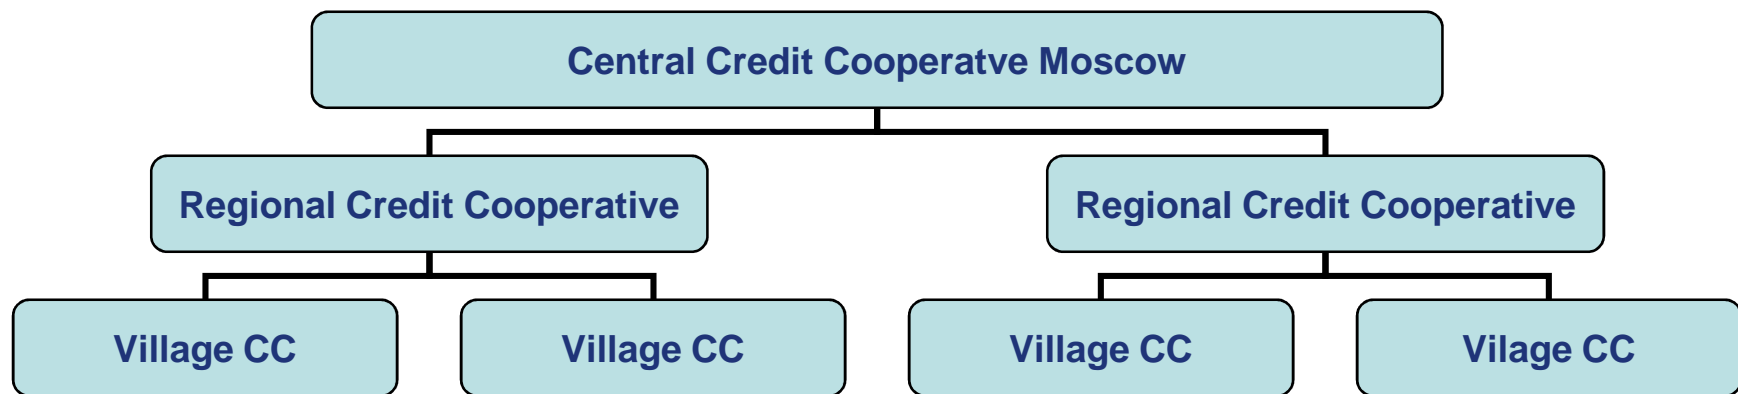 Central Credit Cooperatve Moscow
Regional Credit Cooperative
Regional Credit Cooperative
Village CC
Village CC
Village CC
Vilage CC